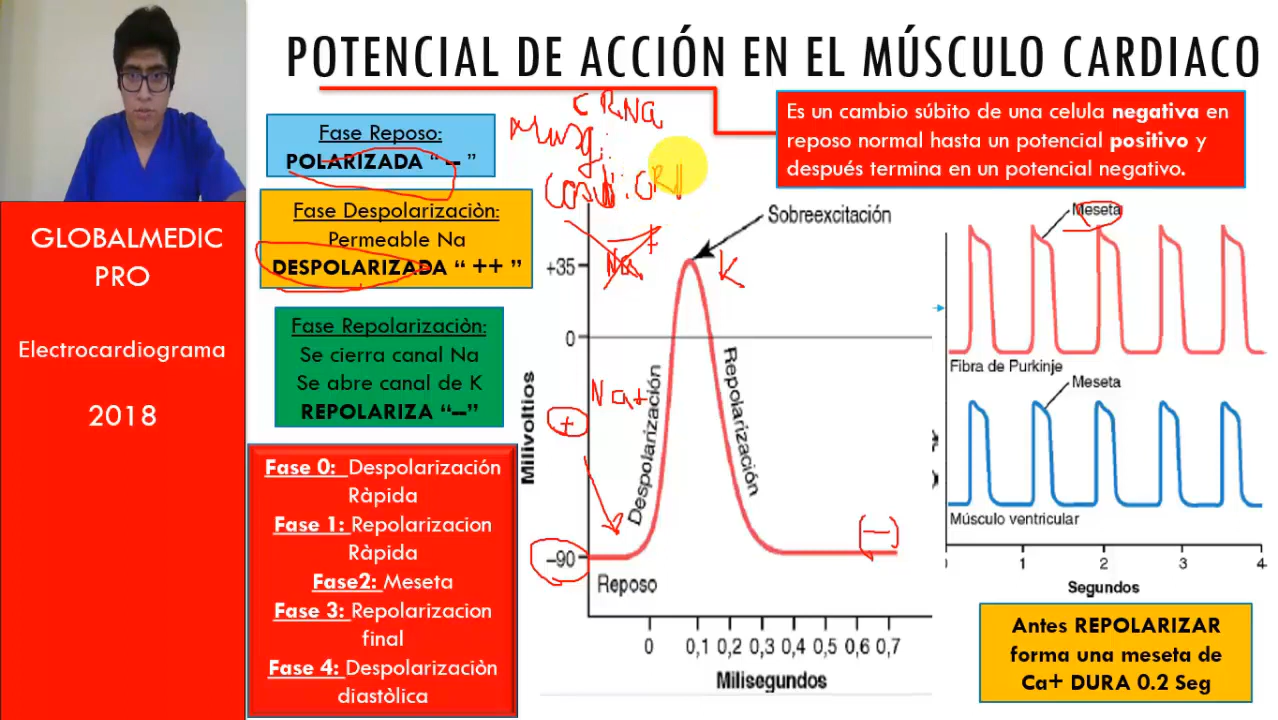 POTENCIAL DE ACCIÓN EN EL MÚSCULO CARDIACO
GLOBALMEDIC
PRO
Electrocardiograma
2018
Fase Reposo:
POLARIZADA “ – ”
Fase Despolarizaciòn:
Permeable Na
DESPOLARIZADA “ ++ ”
Fase Repolarizaciòn:
Se cierra canal Na
Se abre canal de K
REPOLARIZA “–”
Fase 0: Despolarización
Ràpida
Fase 1: Repolarizacion
Ràpida
Fase2: Meseta
Fase 3: Repolarizacion
final
Fase 4: Despolarizaciòn
diastòlica
Es un cambio súbito de una celula negativa en
reposo normal hasta un potencial positivo y
después termina en un potencial negativo.
CRNa
Na+
K
Na+
+
(–)
Sobreexcitación
+35
0
–90
Milivoltios
Despolarización
Repolarización
Reposo
0 0,1 0,2 0,3 0,4 0,5 0,6 0,7
Milisegundos
Meseta
Fibra de Purkinje
Meseta
Músculo ventricular
0 1 2 3 4
Segundos
Antes REPOLARIZAR
forma una meseta de
Ca+ DURA 0.2 Seg